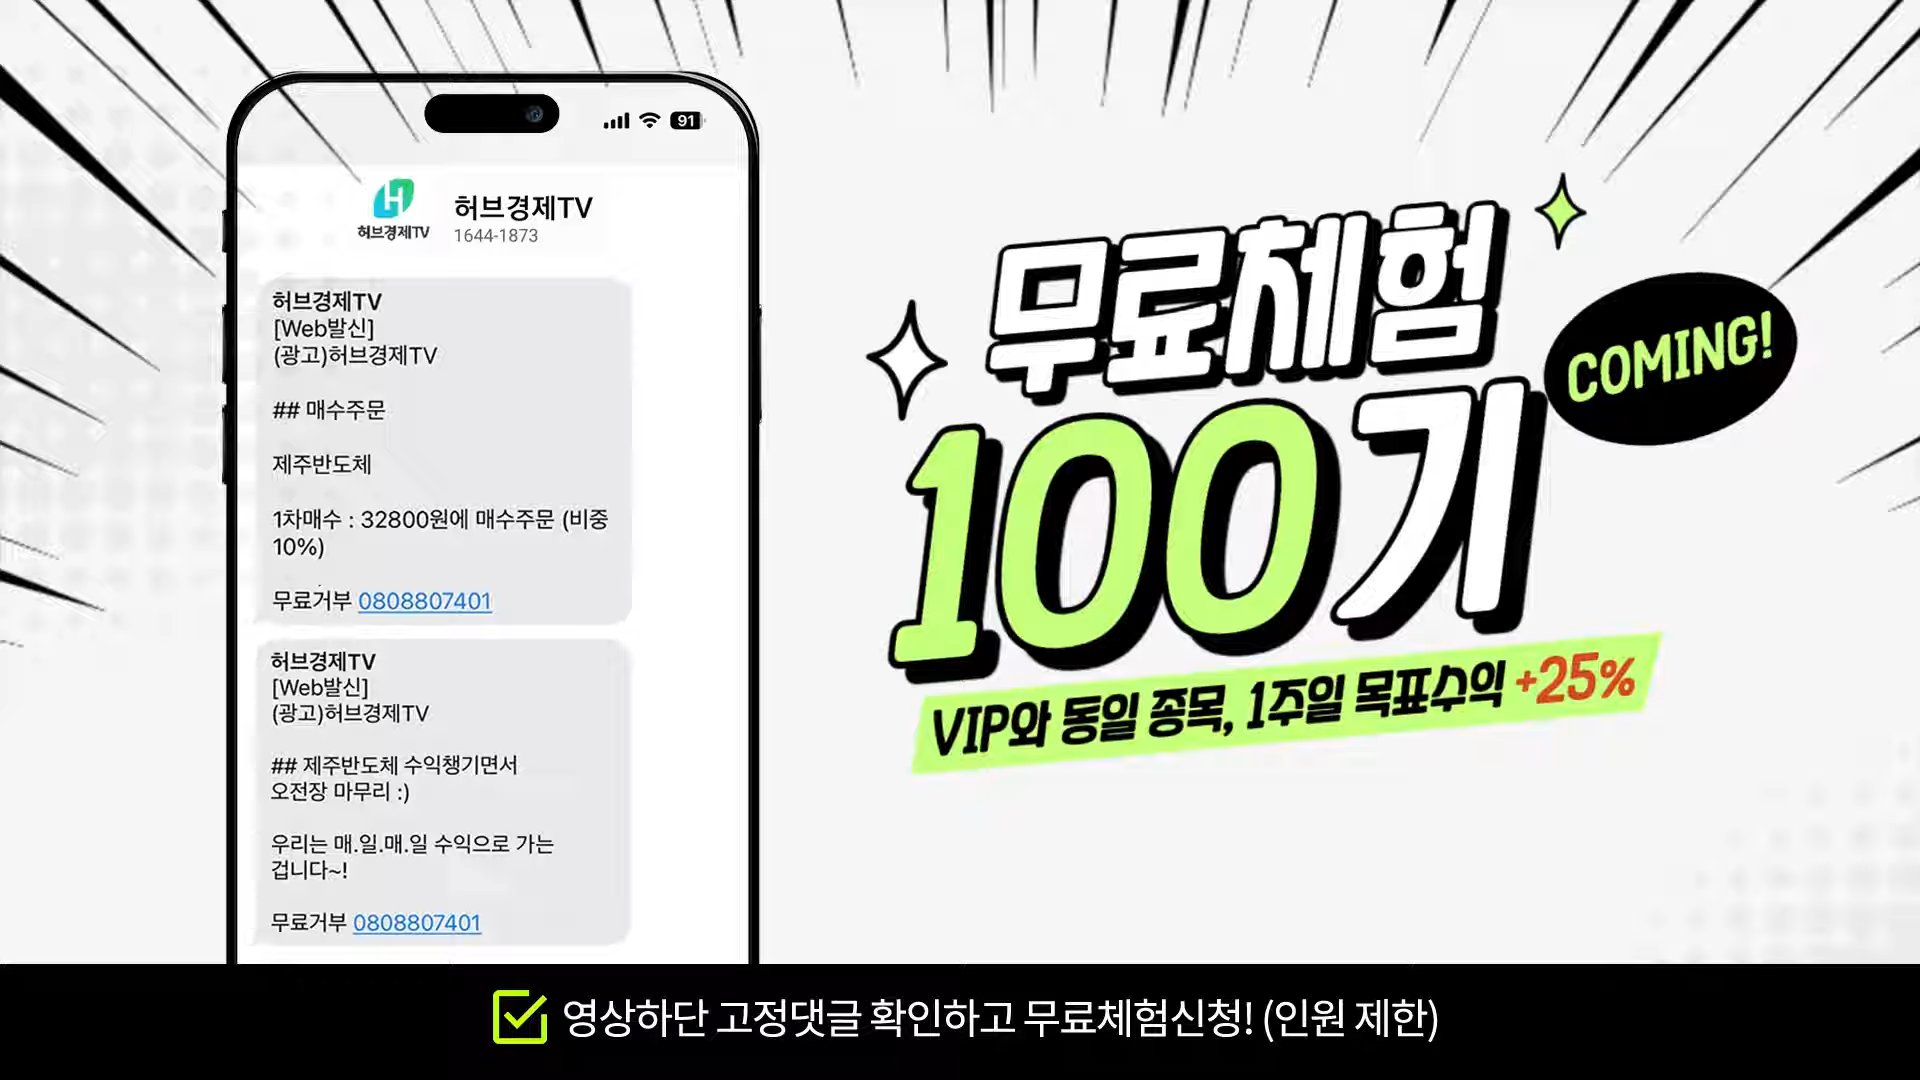 91
허브경제TV
허브경제TV
1644-1873
허브경제TV
[Web발신]
(광고)허브경제TV
## 매수주문
제주반도체
1차매수 : 32800원에 매수주문 (비중
10%)
무료거부 0808807401
허브경제TV
[Web발신]
(광고)허브경제TV
## 제주반도체 수익챙기면서
오전장 마무리 :)
우리는 매.일.매.일 수익으로 가는
겁니다~!
무료거부 0808807401
무료체험
100기
COMING!
VIP와 동일 종목, 1주일 목표수익 +25%
영상하단 고정댓글 확인하고 무료체험신청! (인원 제한)